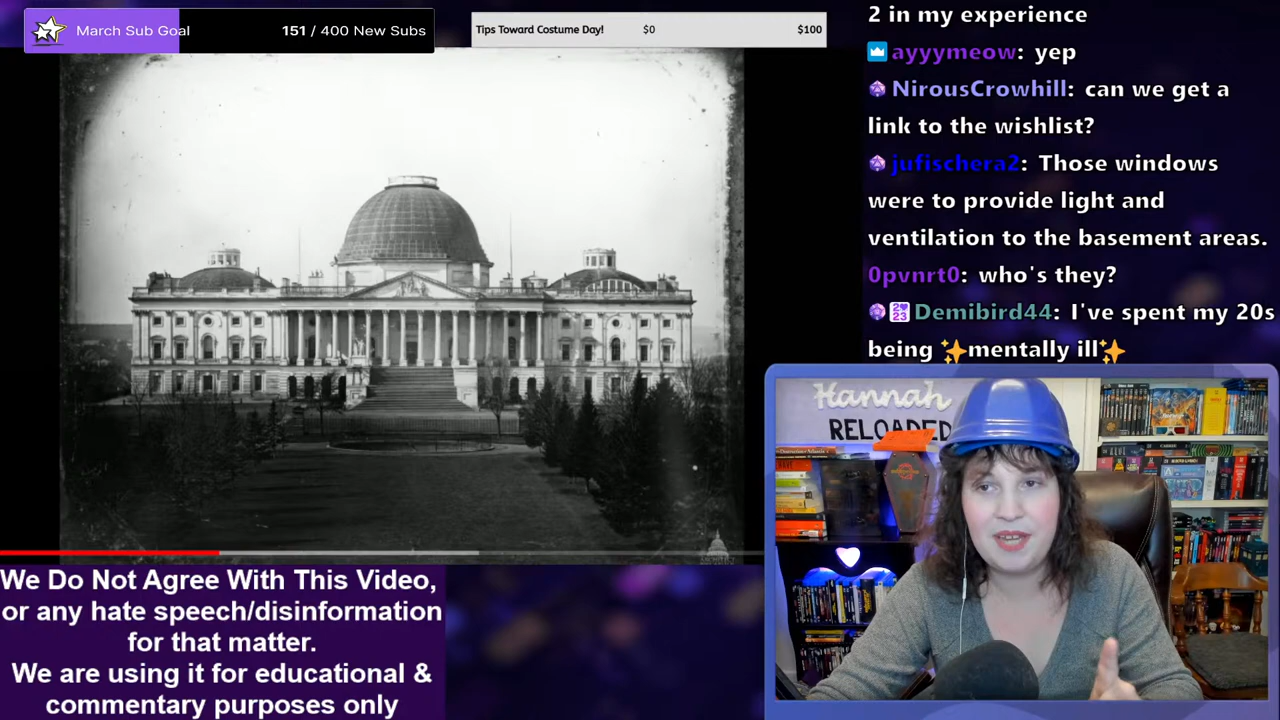 March Sub Goal
151 / 400 New Subs
Tips Toward Costume Day!
$0
$100
2 in my experience
ayyymeow: yep
NirousCrowhill: can we get a
link to the wishlist?
jufischera2: Those windows
were to provide light and
ventilation to the basement areas.
0pvnrt0: who's they?
Demibird44: I've spent my 20s
being ✨mentally ill✨
We Do Not Agree With This Video,
or any hate speech/disinformation
for that matter.
We are using it for educational &
commentary purposes only
Hannah
RELOADED